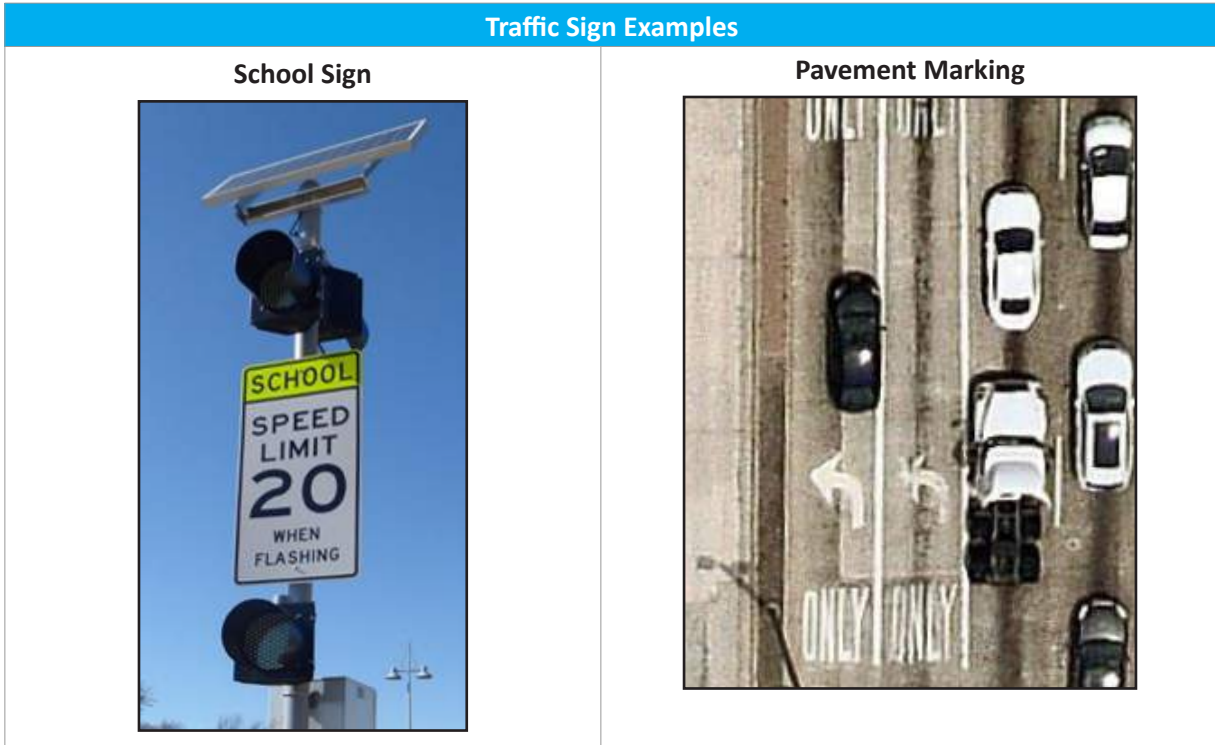 Traffic Sign Examples
School Sign
SCHOOL
SPEED
LIMIT
20
WHEN
FLASHING
Pavement Marking
ONLY ONLY
ONLY ONLY